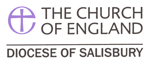 THE CHURCH
OF ENGLAND
DIOCESE OF SALISBURY